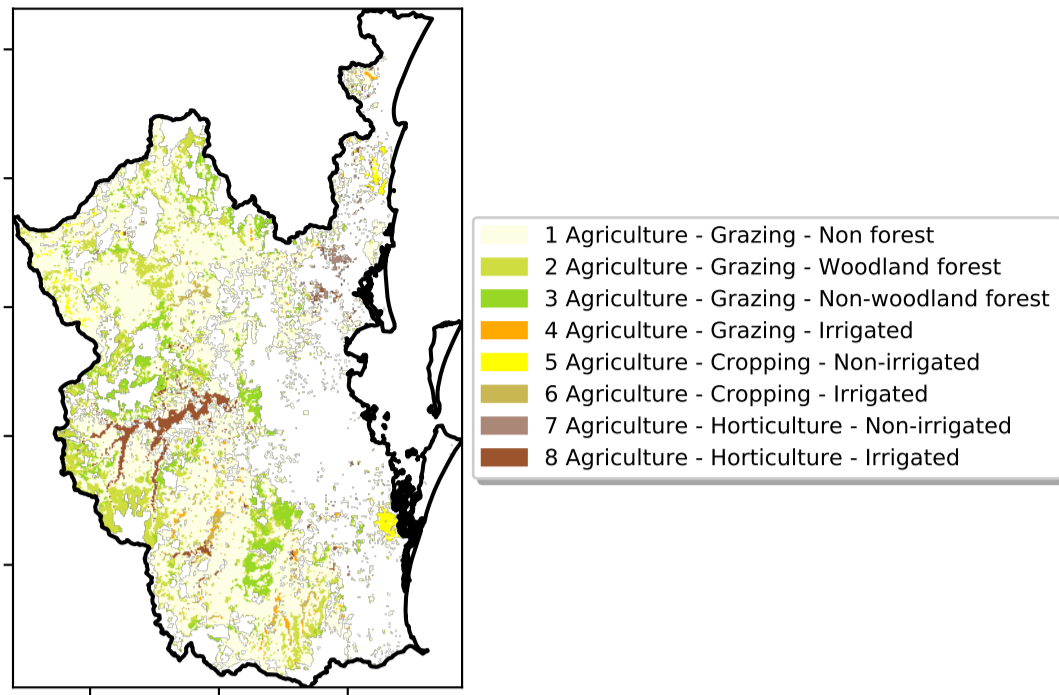 1 Agriculture - Grazing - Non forest
2 Agriculture - Grazing - Woodland forest
3 Agriculture - Grazing - Non-woodland forest
4 Agriculture - Grazing - Irrigated
5 Agriculture - Cropping - Non-irrigated
6 Agriculture - Cropping - Irrigated
7 Agriculture - Horticulture - Non-irrigated
8 Agriculture - Horticulture - Irrigated